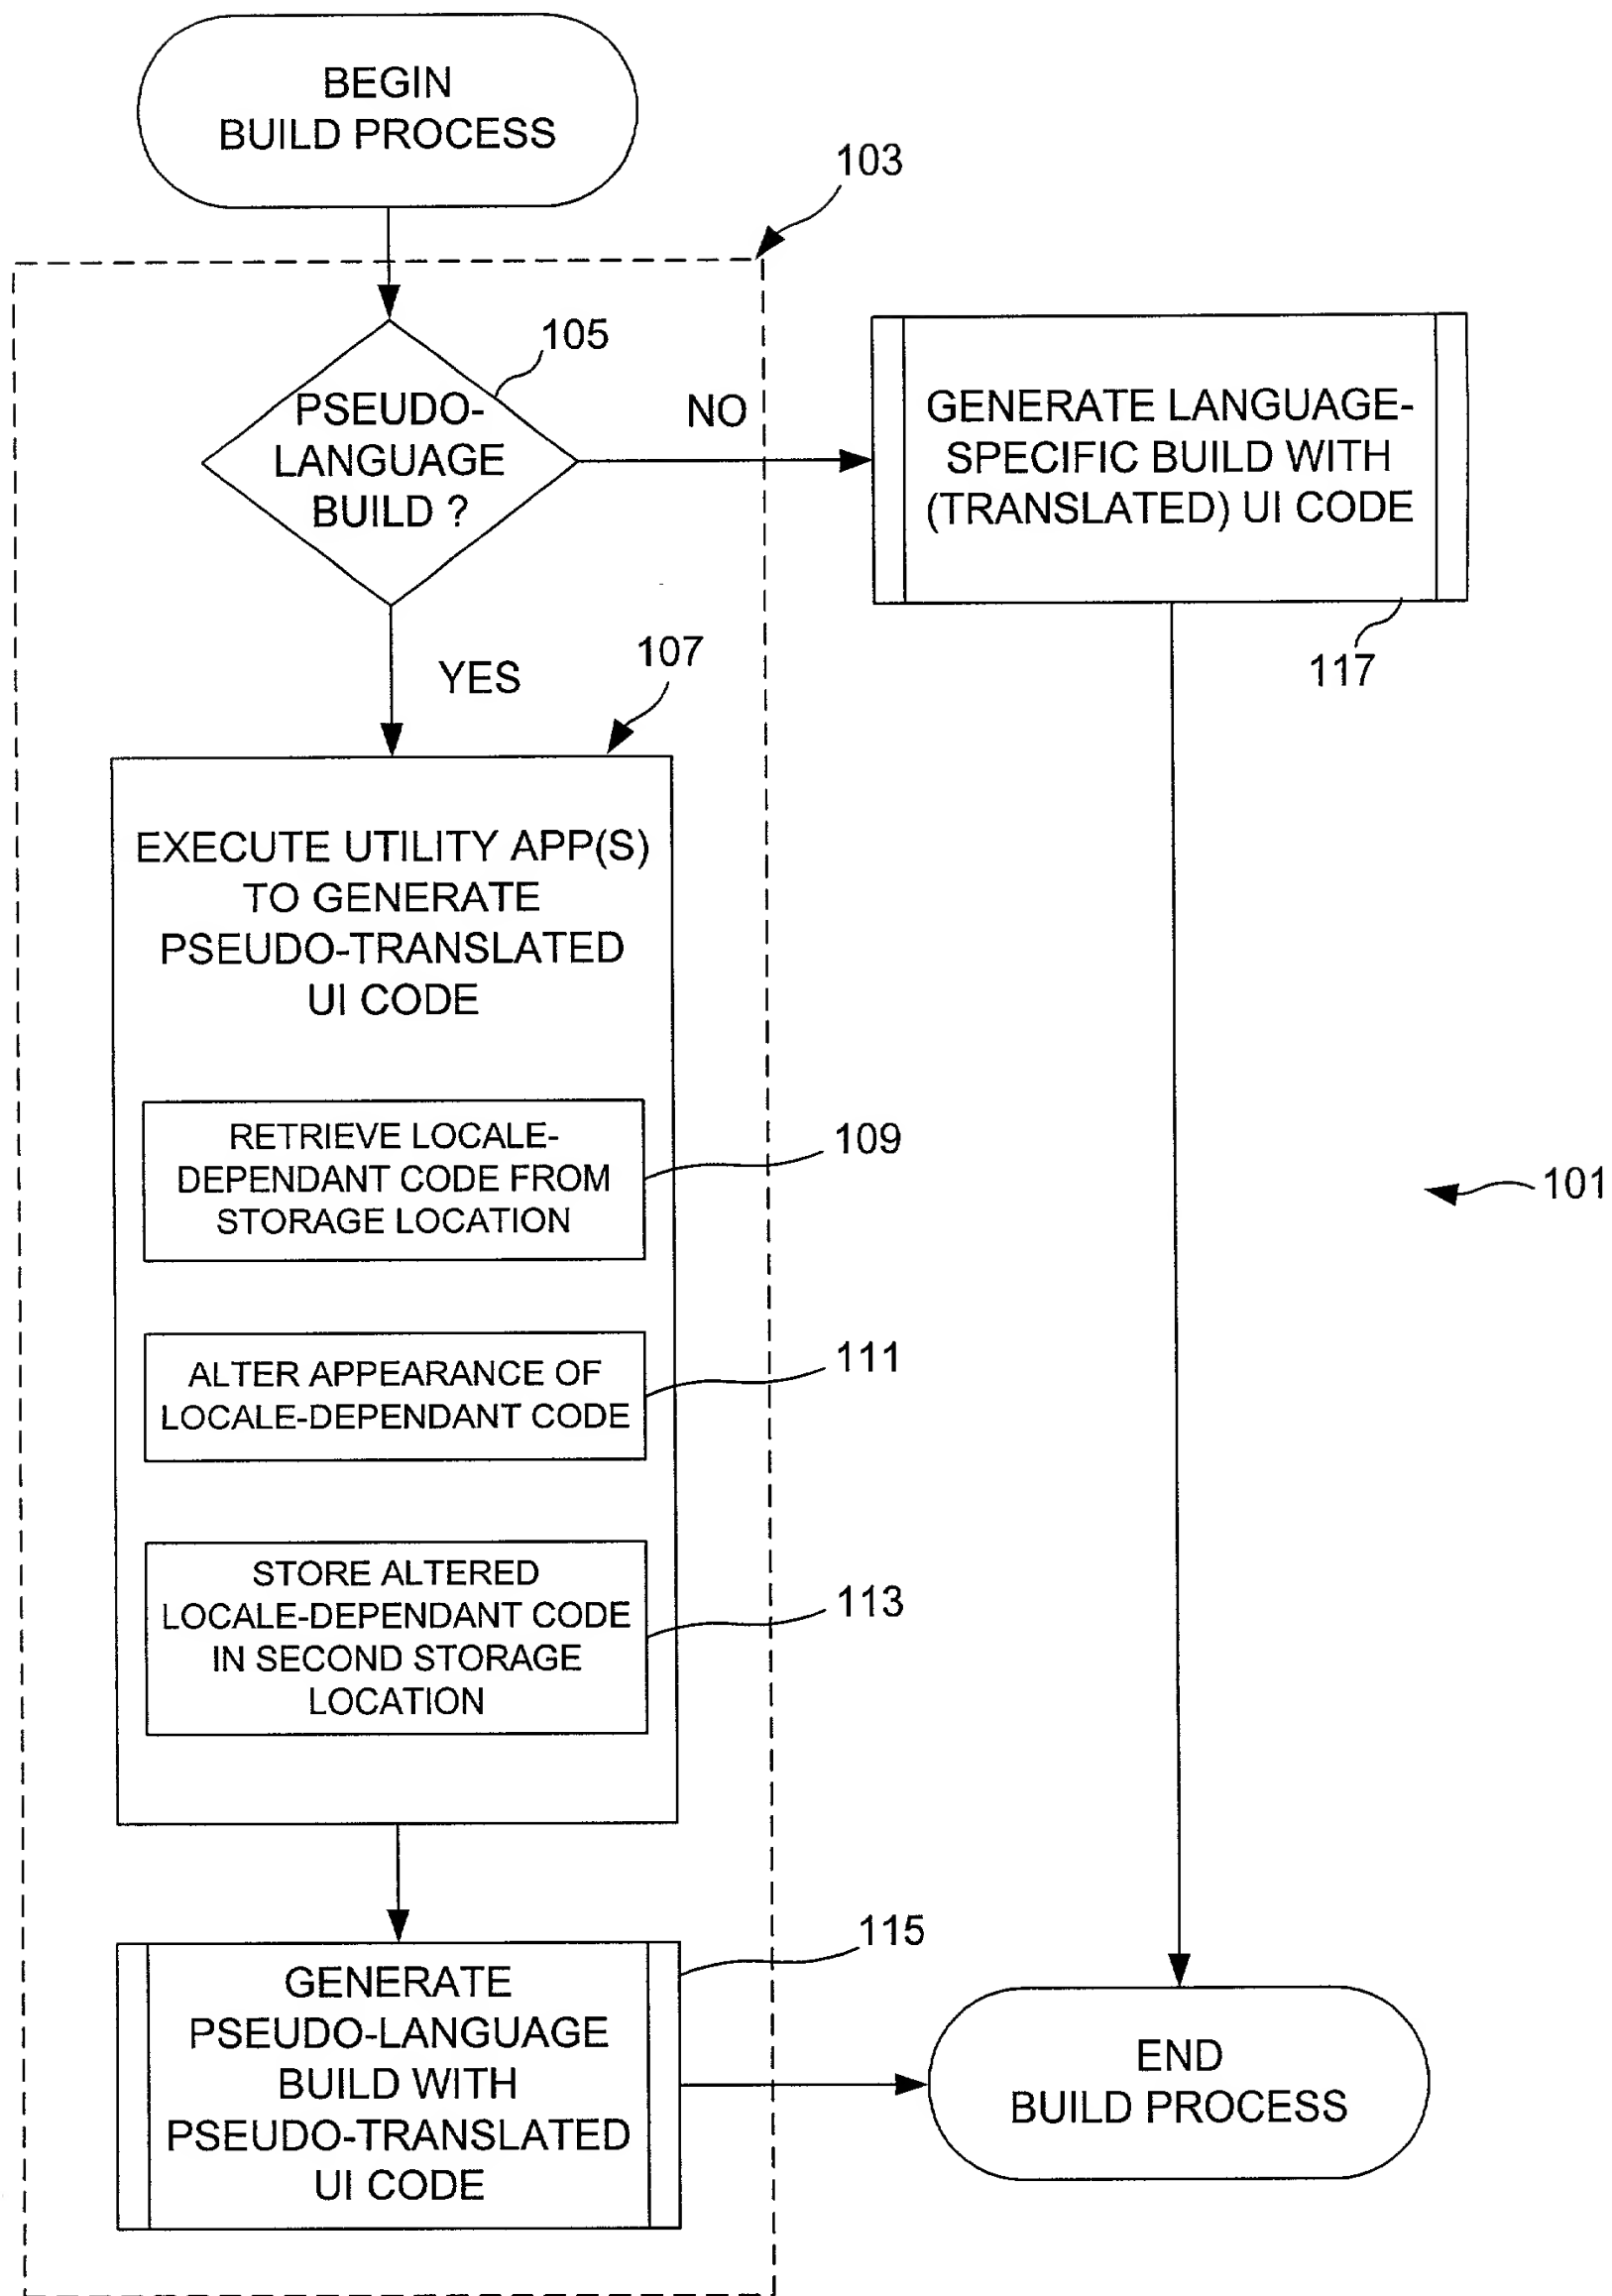 BEGIN
BUILD PROCESS
103
105
PSEUDO-
LANGUAGE
BUILD ?
NO
GENERATE LANGUAGE-
SPECIFIC BUILD WITH
(TRANSLATED) UI CODE
117
YES
107
EXECUTE UTILITY APP(S)
TO GENERATE
PSEUDO-TRANSLATED
UI CODE
RETRIEVE LOCALE-
DEPENDANT CODE FROM
STORAGE LOCATION
109
101
ALTER APPEARANCE OF
LOCALE-DEPENDANT CODE
111
STORE ALTERED
LOCALE-DEPENDANT CODE
IN SECOND STORAGE
LOCATION
113
115
GENERATE
PSEUDO-LANGUAGE
BUILD WITH
PSEUDO-TRANSLATED
UI CODE
END
BUILD PROCESS